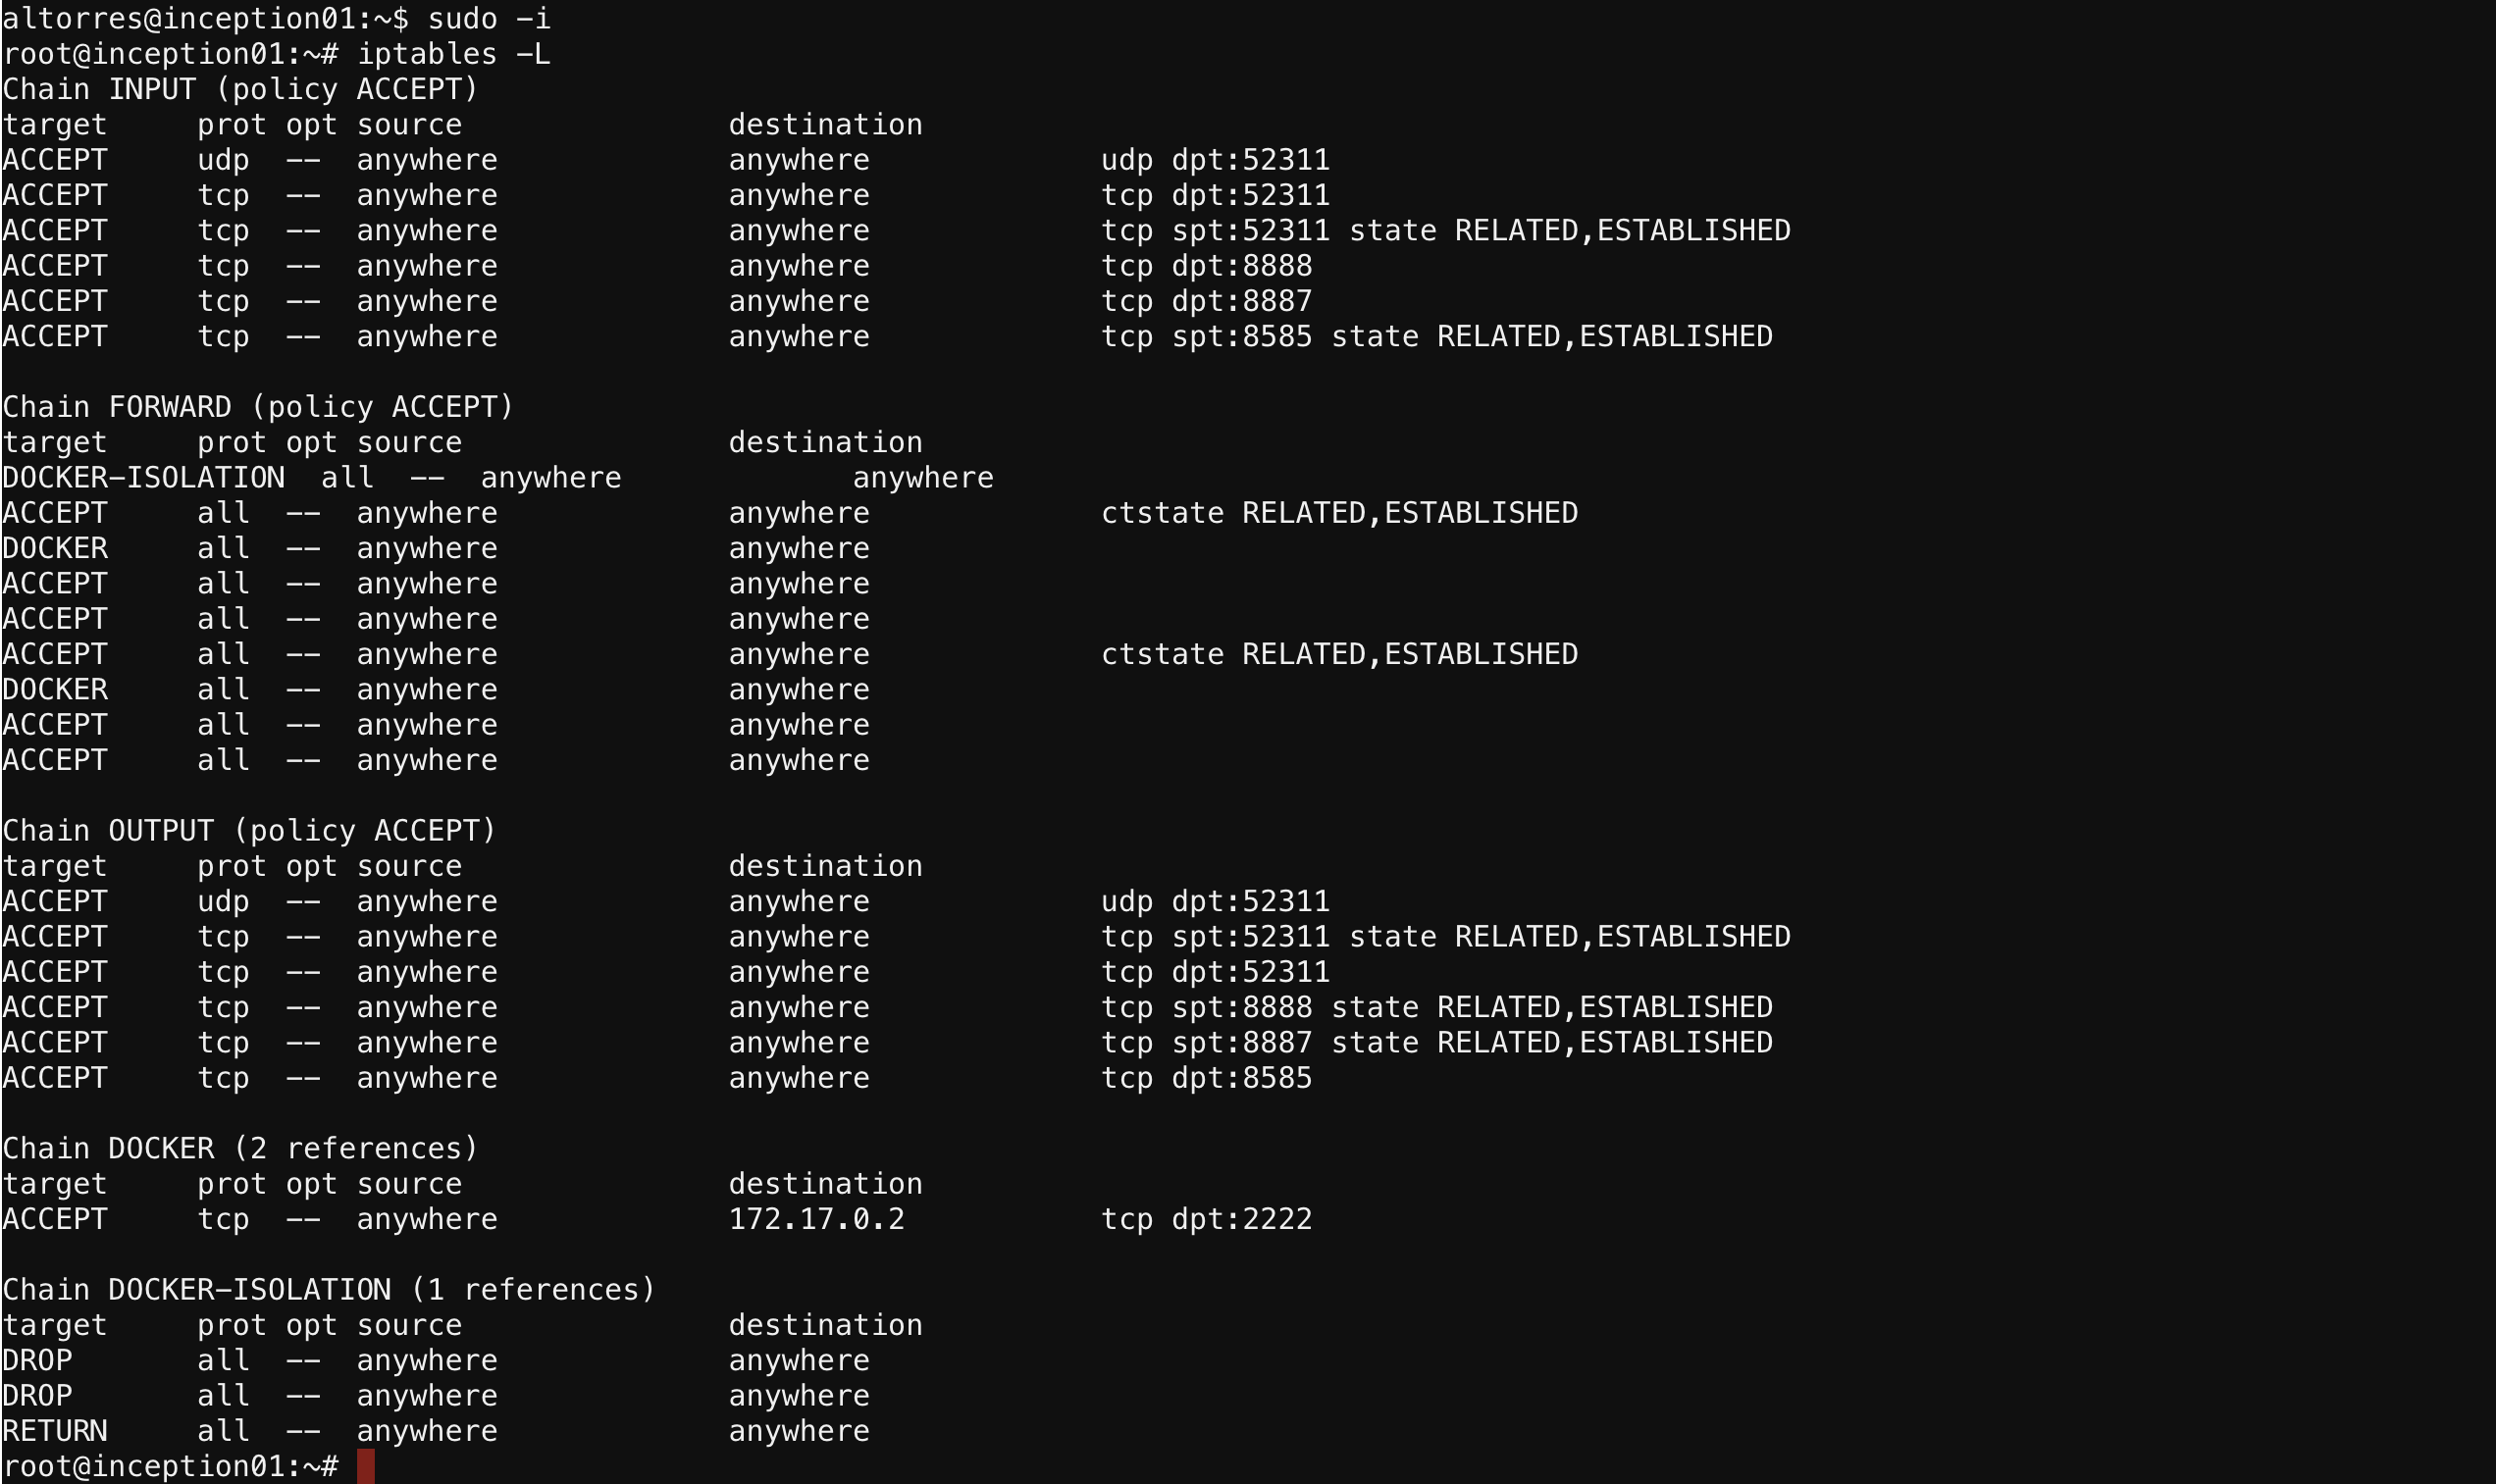 altorres@inception01:~$ sudo -i
root@inception01:~# iptables -L
Chain INPUT (policy ACCEPT)
target     prot opt source               destination
ACCEPT     udp  --  anywhere             anywhere             udp dpt:52311
ACCEPT     tcp  --  anywhere             anywhere             tcp dpt:52311
ACCEPT     tcp  --  anywhere             anywhere             tcp spt:52311 state RELATED,ESTABLISHED
ACCEPT     tcp  --  anywhere             anywhere             tcp dpt:8888
ACCEPT     tcp  --  anywhere             anywhere             tcp dpt:8887
ACCEPT     tcp  --  anywhere             anywhere             tcp spt:8585 state RELATED,ESTABLISHED

Chain FORWARD (policy ACCEPT)
target     prot opt source               destination
DOCKER-ISOLATION  all  --  anywhere             anywhere
ACCEPT     all  --  anywhere             anywhere             ctstate RELATED,ESTABLISHED
DOCKER     all  --  anywhere             anywhere
ACCEPT     all  --  anywhere             anywhere
ACCEPT     all  --  anywhere             anywhere
ACCEPT     all  --  anywhere             anywhere             ctstate RELATED,ESTABLISHED
DOCKER     all  --  anywhere             anywhere
ACCEPT     all  --  anywhere             anywhere
ACCEPT     all  --  anywhere             anywhere

Chain OUTPUT (policy ACCEPT)
target     prot opt source               destination
ACCEPT     udp  --  anywhere             anywhere             udp dpt:52311
ACCEPT     tcp  --  anywhere             anywhere             tcp spt:52311 state RELATED,ESTABLISHED
ACCEPT     tcp  --  anywhere             anywhere             tcp dpt:52311
ACCEPT     tcp  --  anywhere             anywhere             tcp spt:8888 state RELATED,ESTABLISHED
ACCEPT     tcp  --  anywhere             anywhere             tcp spt:8887 state RELATED,ESTABLISHED
ACCEPT     tcp  --  anywhere             anywhere             tcp dpt:8585

Chain DOCKER (2 references)
target     prot opt source               destination
ACCEPT     tcp  --  anywhere             172.17.0.2           tcp dpt:2222

Chain DOCKER-ISOLATION (1 references)
target     prot opt source               destination
DROP       all  --  anywhere             anywhere
DROP       all  --  anywhere             anywhere
RETURN     all  --  anywhere             anywhere
root@inception01:~#